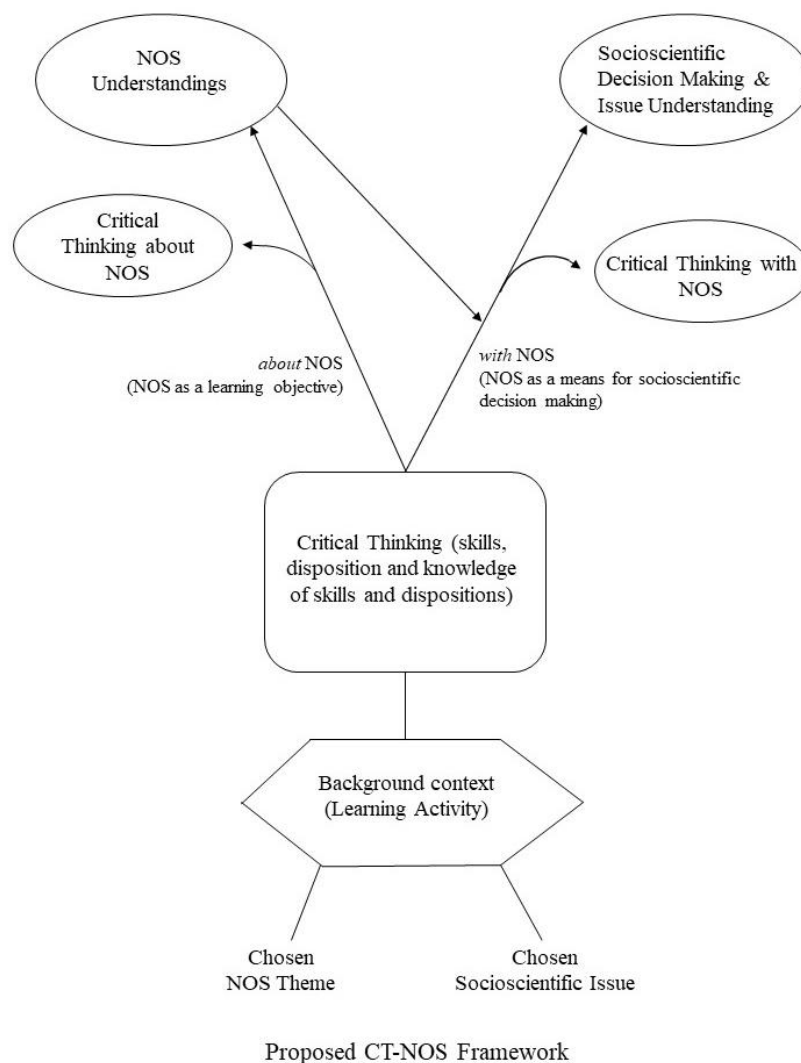 NOS
Understandings
Socioscientific
Decision Making &
Issue Understanding
Critical
Thinking about
NOS
Critical Thinking with
NOS
about NOS
(NOS as a learning objective)
with NOS
(NOS as a means for socioscientific
decision making)
Critical Thinking (skills,
disposition and knowledge
of skills and dispositions)
Background context
(Learning Activity)
Chosen
NOS Theme
Chosen
Socioscientific Issue
Proposed CT-NOS Framework